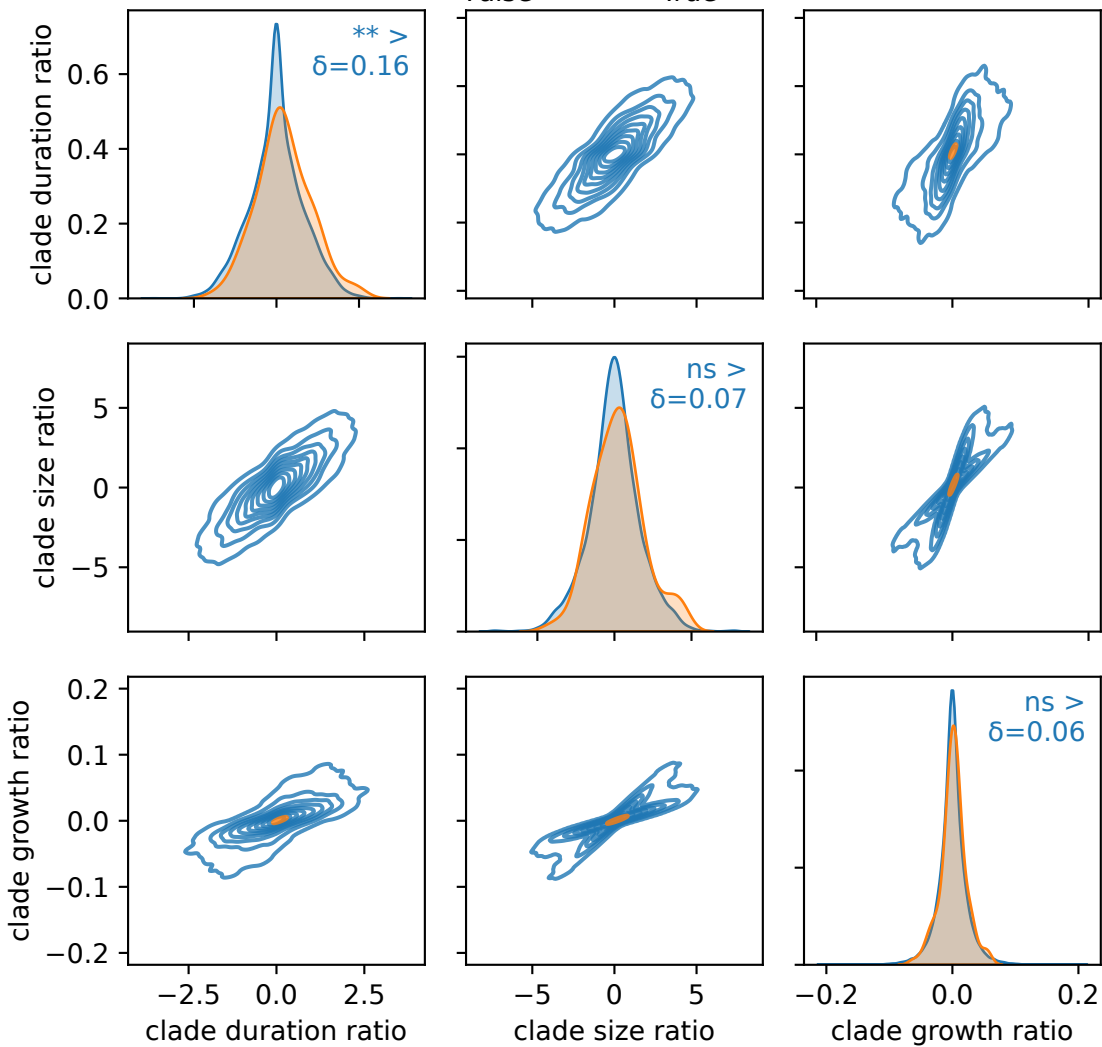 ** >
δ=0.16
clade duration ratio
0.6
0.4
0.2
0.0
ns >
δ=0.07
clade size ratio
5
0
−5
ns >
δ=0.06
clade growth ratio
0.2
0.1
0.0
−0.1
−0.2
−2.5 0.0 2.5
−5 0 5
−0.2 0.0 0.2
clade duration ratio
clade size ratio
clade growth ratio